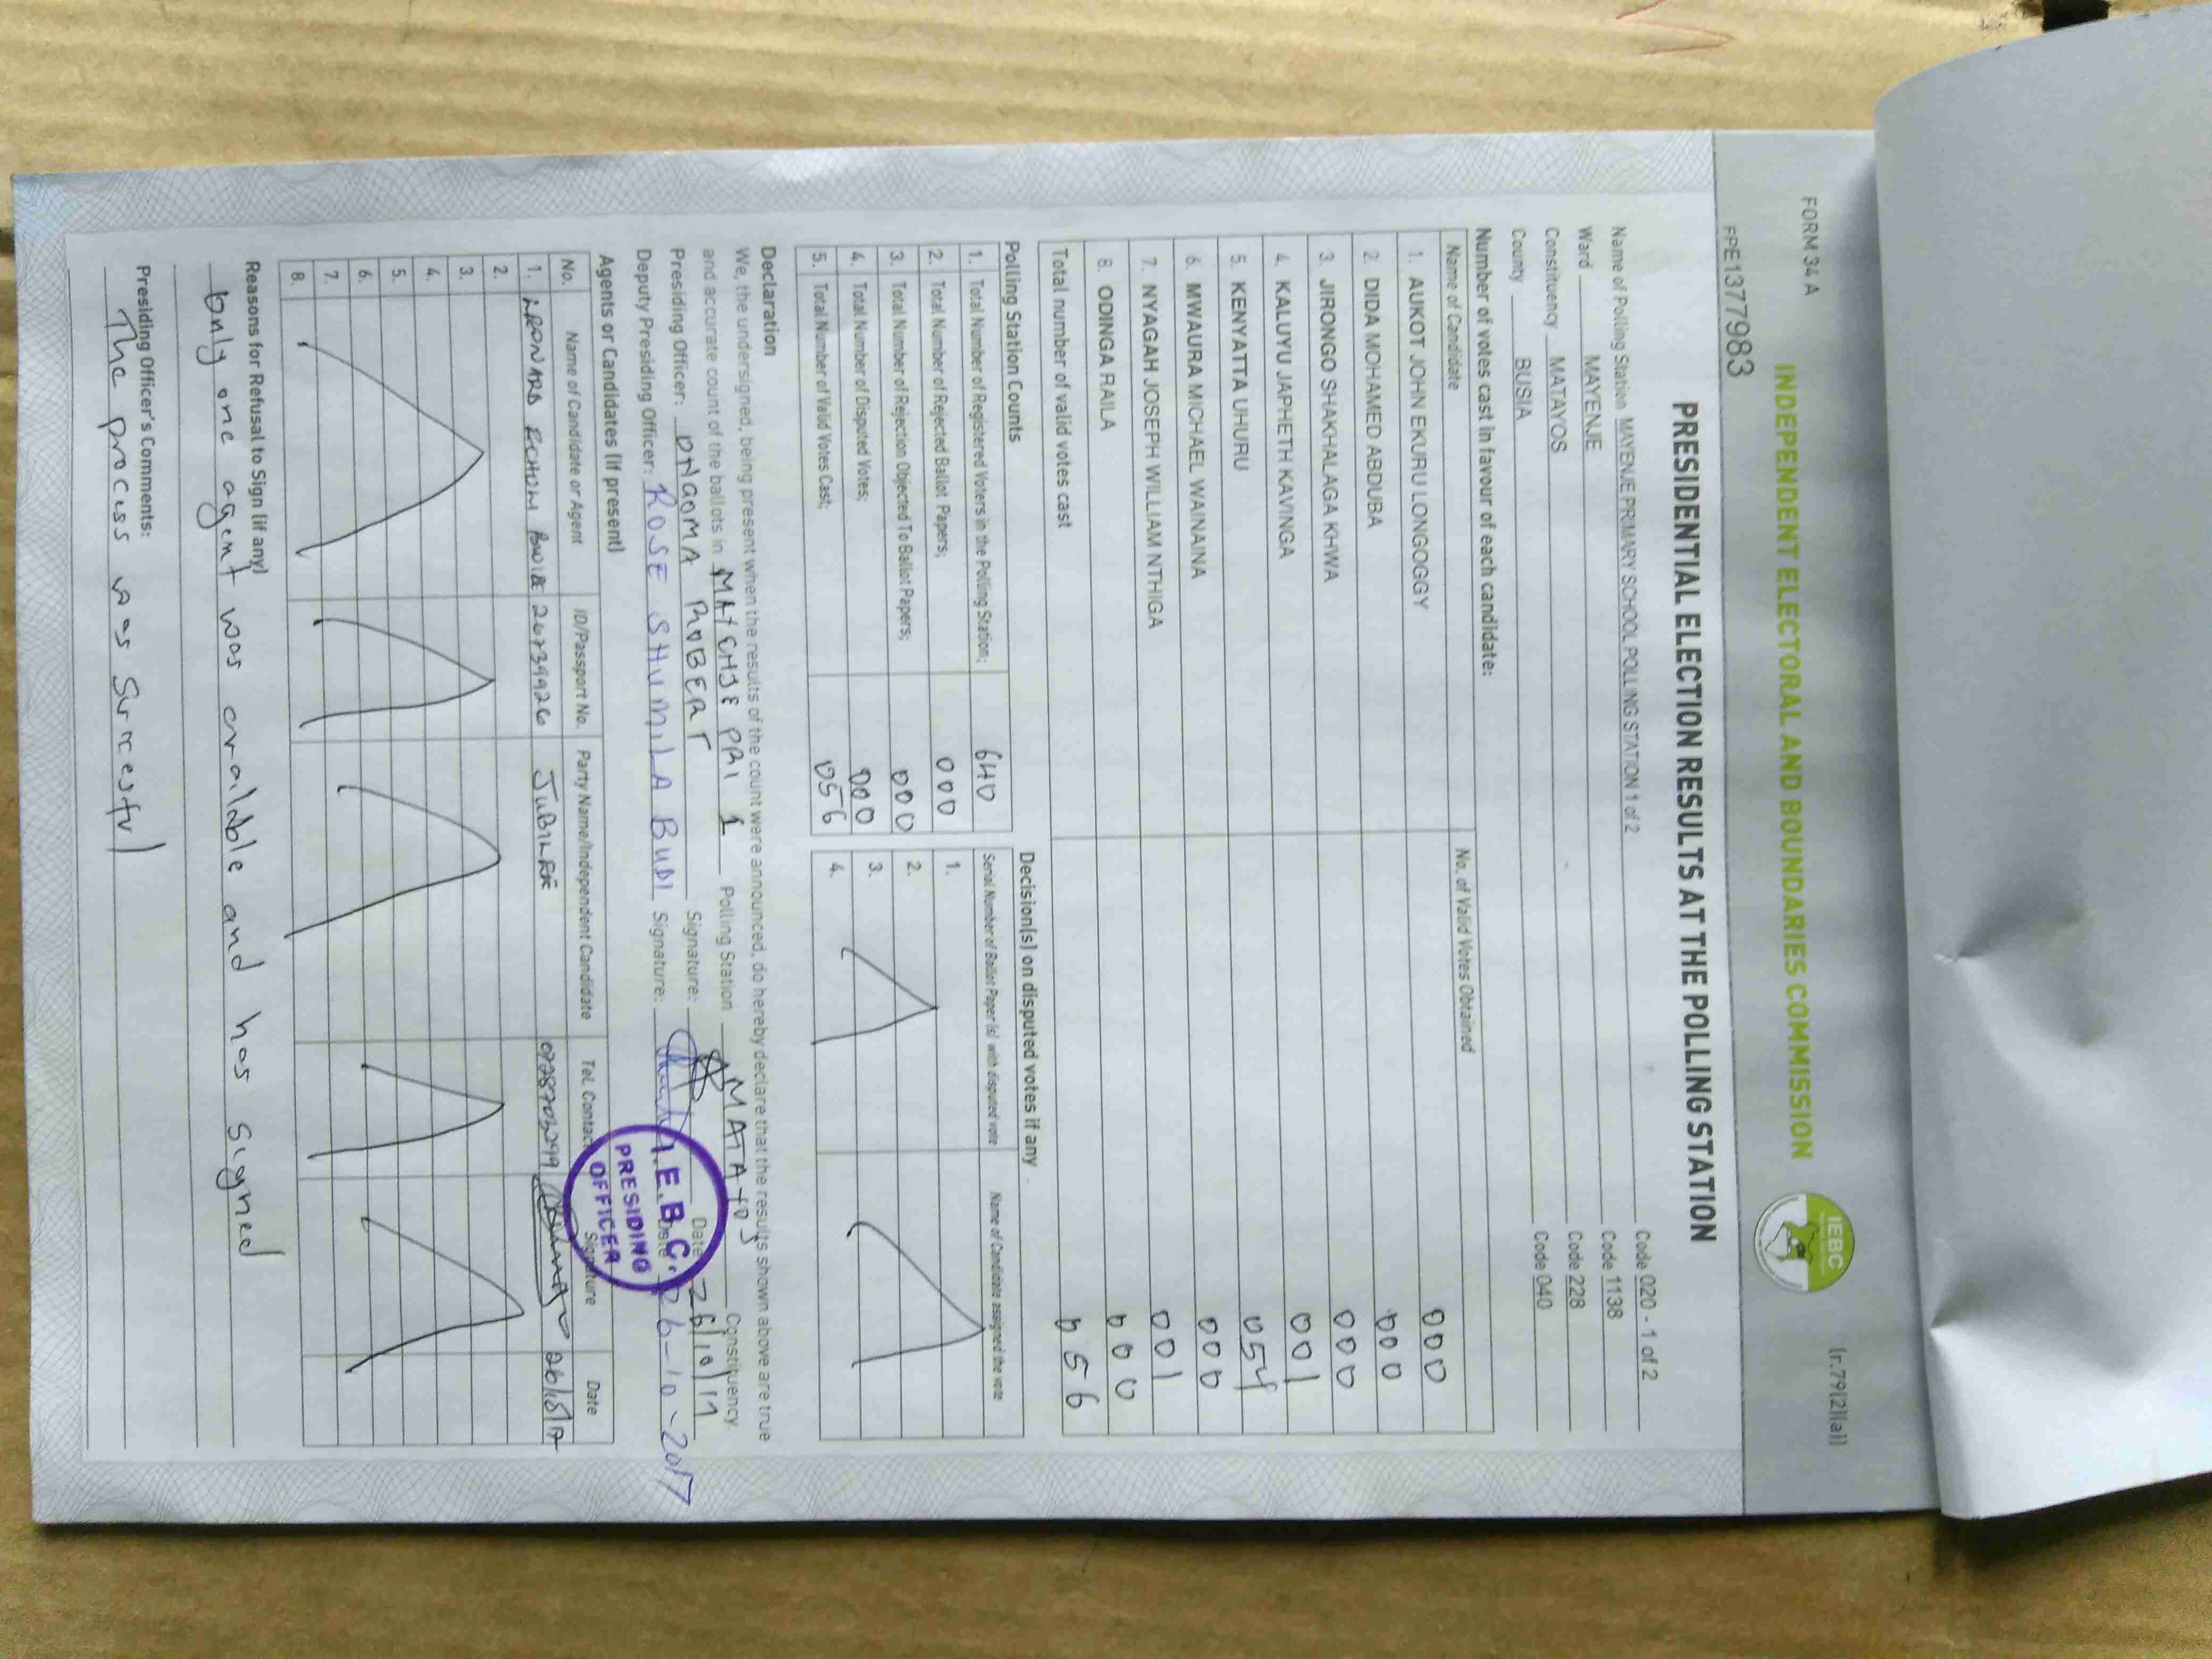 FORM 34 A
(r.79(2)(a))
INDEPENDENT ELECTORAL AND BOUNDARIES COMMISSION
IEBC
FPE1377983
PRESIDENTIAL ELECTION RESULTS AT THE POLLING STATION
Name of Polling Station MAYENJE PRIMARY SCHOOL POLLING STATION 1 of 2 Code 020 - 1 of 2
Ward MAYENJE Code 1138
Constituency MATAYOS Code 228
County BUSIA Code 040
Number of votes cast in favour of each candidate:
Name of Candidate No. of Valid Votes Obtained
1. AUKOT JOHN EKURU LONGOGGY 000
2. DIDA MOHAMED ABDUBA 000
3. JIRONGO SHAKHALAGA KHWA 000
4. KALUYU JAPHETH KAVINGA 001
5. KENYATTA UHURU 054
6. MWAURA MICHAEL WAINAINA 000
7. NYAGAH JOSEPH WILLIAM NTHIGA 001
8. ODINGA RAILA 000
Total number of valid votes cast 056
Polling Station Counts
1. Total Number of Registered Voters in the Polling Station; 640
2. Total Number of Rejected Ballot Papers; 000
3. Total Number of Rejection Objected To Ballot Papers; 000
4. Total Number of Disputed Votes; 000
5. Total Number of Valid Votes Cast; 056
Decision(s) on disputed votes if any
Serial Number of Ballot Paper(s) with disputed vote Name of Candidate assigned the vote
1.
2.
3.
4.
Declaration
We, the undersigned, being present when the results of the count were announced, do hereby declare that the results shown above are true
and accurate count of the ballots in PRI 1 Polling Station MATAYOS Constituency.
Presiding Officer: ROBERT Signature: Date 26/10/17
Deputy Presiding Officer: ROSE SHUMILA BUDI Signature: Date 26-10-2017
I.E.B.C.
PRESIDING
OFFICER
Agents or Candidates (if present)
No. Name of Candidate or Agent ID/Passport No. Party Name/Independent Candidate Tel. Contact Signature Date
1. 26739926 JUBILEE 0728703299
2.
3.
4.
5.
6.
7.
8.
Reasons for Refusal to Sign (if any)
Only one agent was available and has signed
Presiding Officer's Comments:
The process was Surcesful